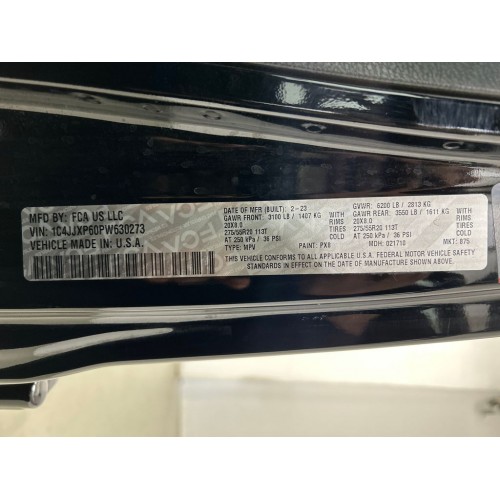 MFD BY: FCA US LLC
VIN: 1C4JJXP60PW630273
VEHICLE MADE IN U.S.A.
DATE OF MFR (BUILT): 2-23 GVWR: 6200 LB / 2813 KG
GAWR FRONT: 3100 LB / 1407 KG WITH GAWR REAR: 3550 LB / 1611 KG WITH
20X8.0 RIMS 20X8.0 RIMS
275/55R20 113T TIRES 275/55R20 113T TIRES
AT 250 kPa / 36 PSI COLD AT 250 kPa / 36 PSI COLD
TYPE: MPV PAINT: PX8 MDH: 021710 MKT: 875
THIS VEHICLE CONFORMS TO ALL APPLICABLE U.S.A. FEDERAL MOTOR VEHICLE SAFETY
STANDARDS IN EFFECT ON THE DATE OF MANUFACTURE SHOWN ABOVE.